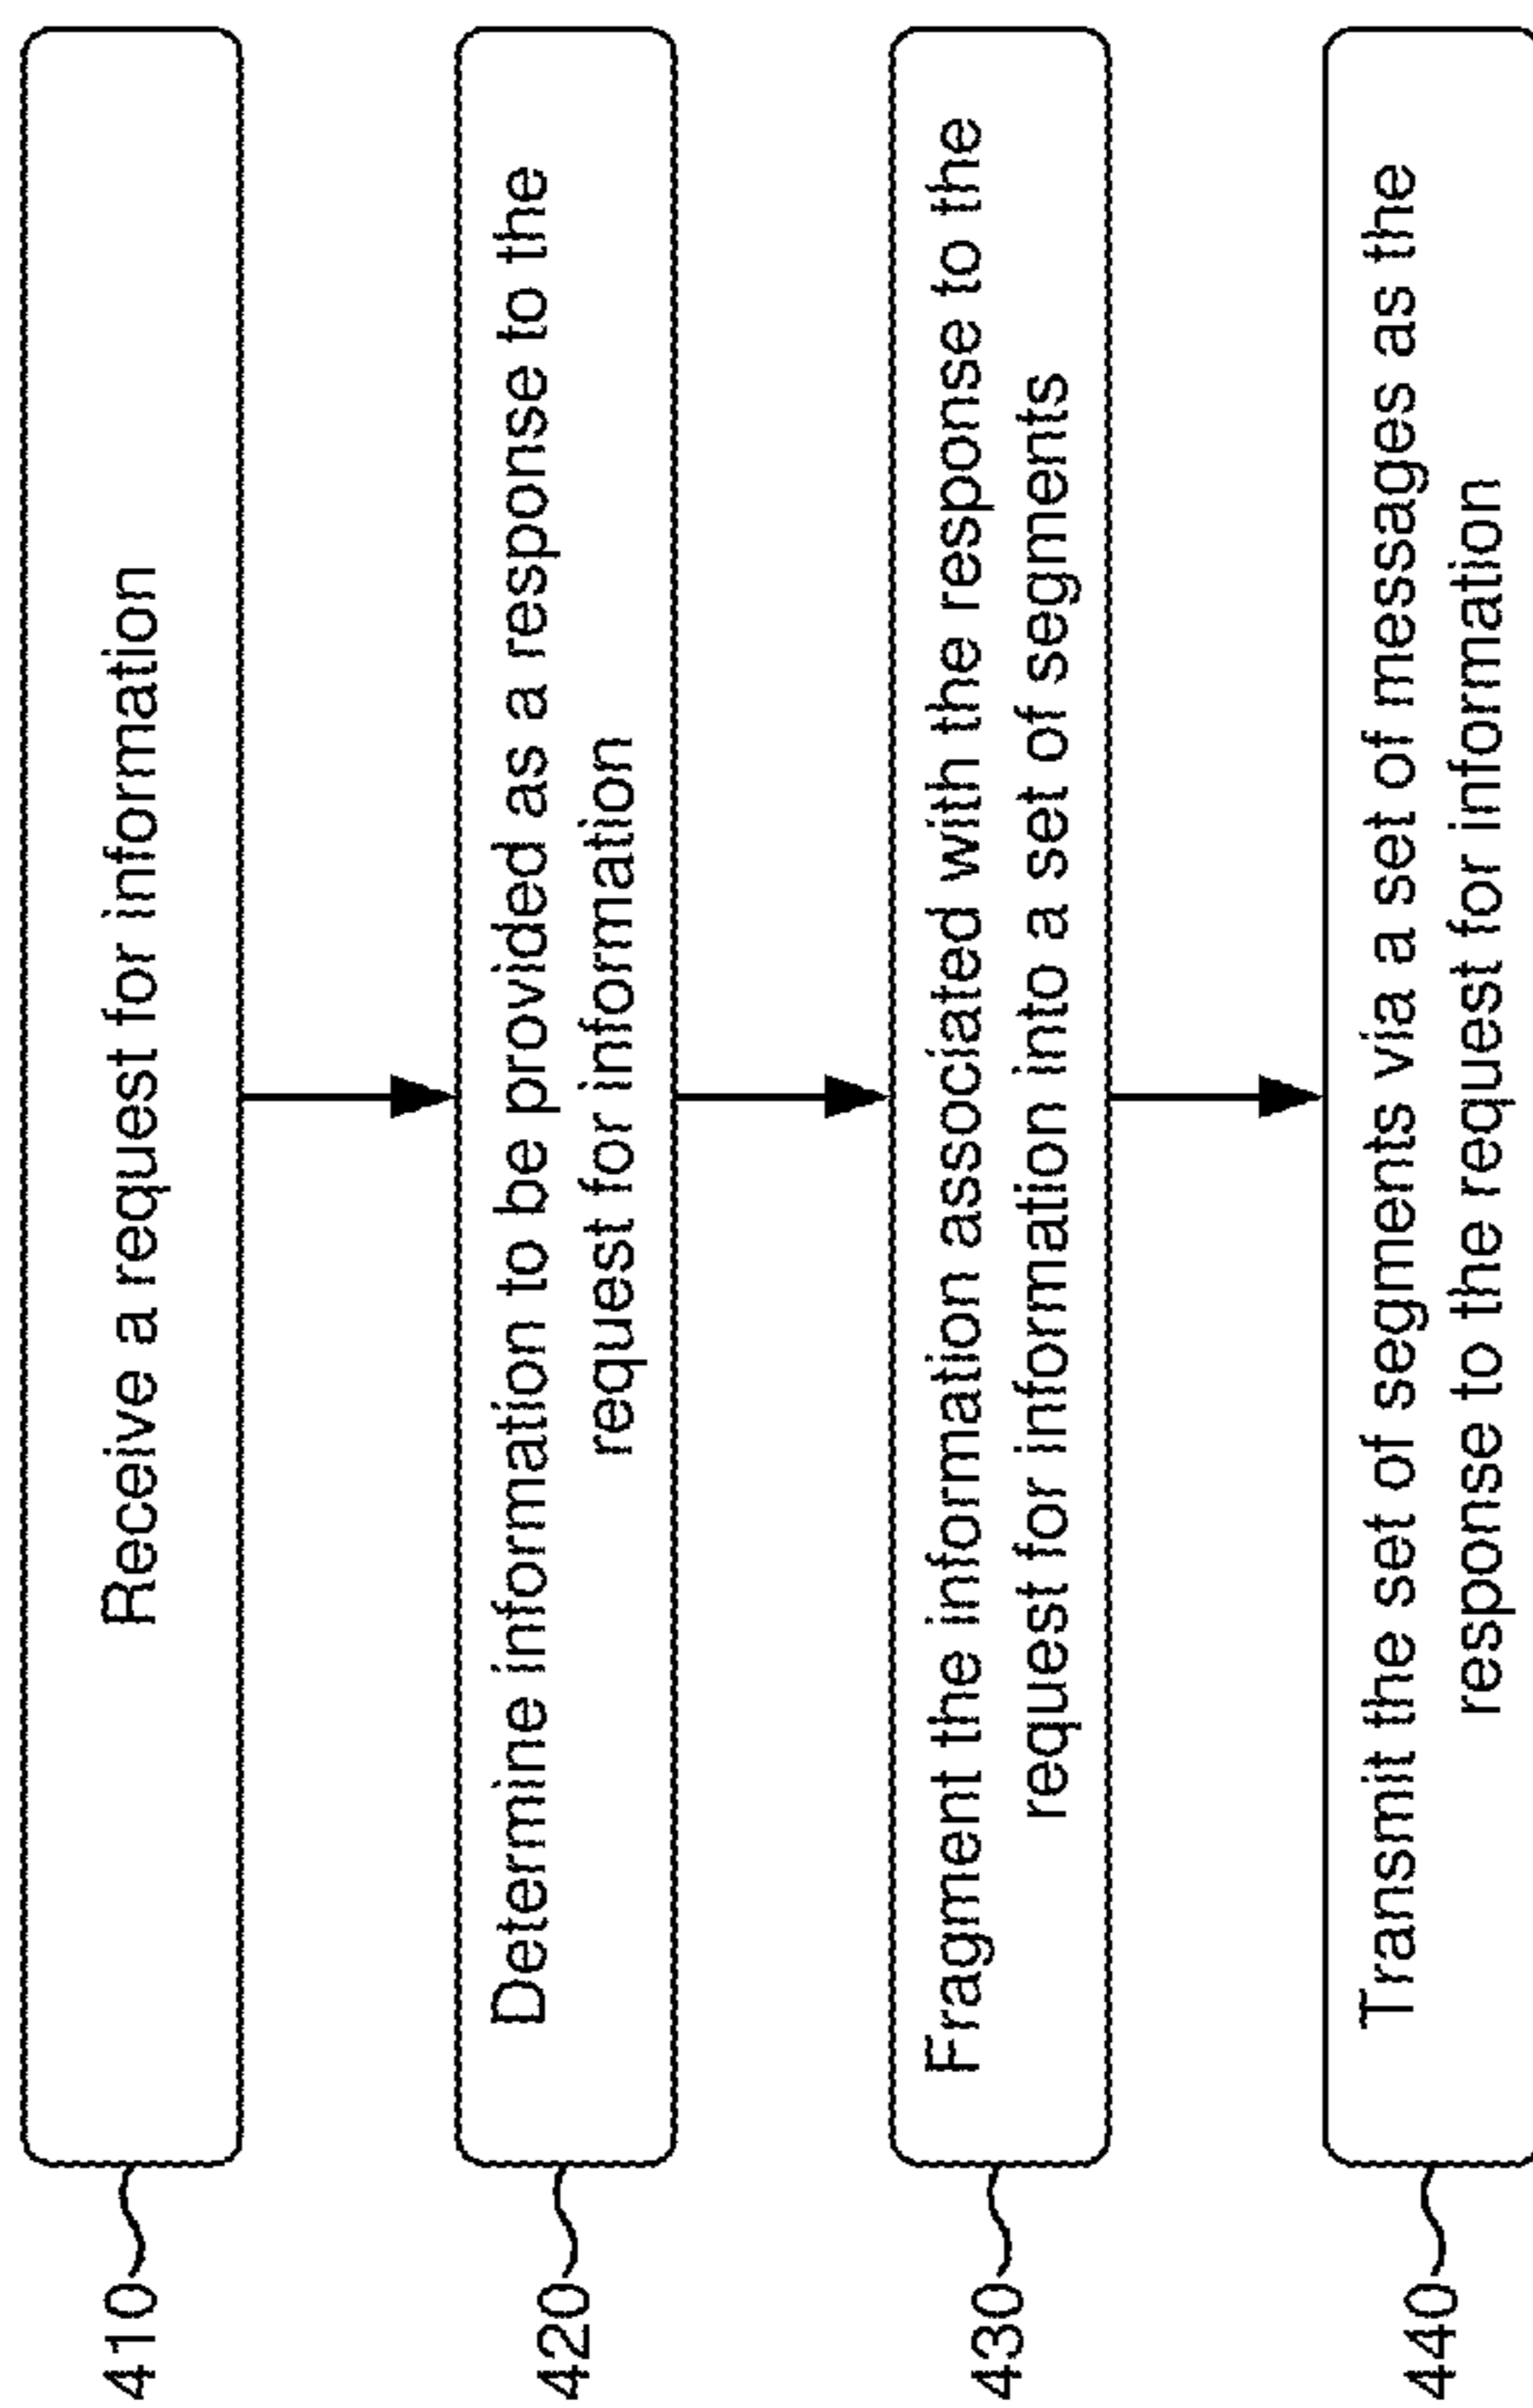 410
Receive a request for information
420
Determine information to be provided as a response to the
request for information
430
Fragment the information associated with the response to the
request for information into a set of segments
440
Transmit the set of segments via a set of messages as the
response to the request for information